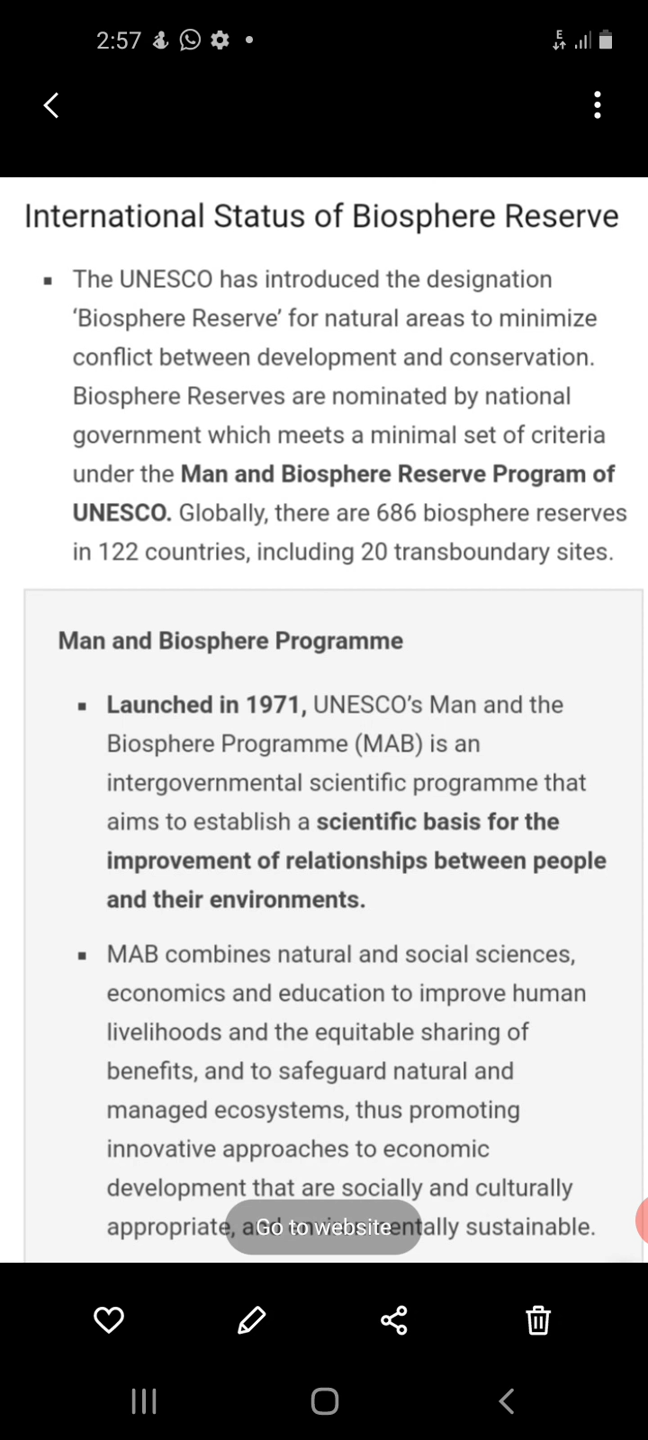 2:57
E
International Status of Biosphere Reserve
▪ The UNESCO has introduced the designation
‘Biosphere Reserve’ for natural areas to minimize
conflict between development and conservation.
Biosphere Reserves are nominated by national
government which meets a minimal set of criteria
under the Man and Biosphere Reserve Program of
UNESCO. Globally, there are 686 biosphere reserves
in 122 countries, including 20 transboundary sites.
Man and Biosphere Programme
▪ Launched in 1971, UNESCO’s Man and the
Biosphere Programme (MAB) is an
intergovernmental scientific programme that
aims to establish a scientific basis for the
improvement of relationships between people
and their environments.
▪ MAB combines natural and social sciences,
economics and education to improve human
livelihoods and the equitable sharing of
benefits, and to safeguard natural and
managed ecosystems, thus promoting
innovative approaches to economic
development that are socially and culturally
appropriate, and environmentally sustainable.
Go to website